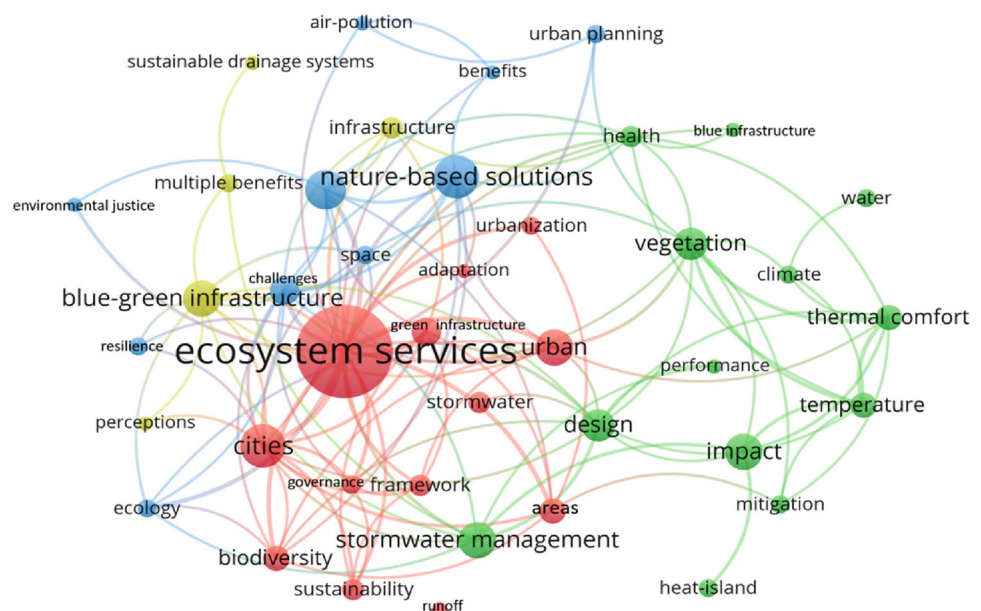 air-pollution
urban planning
sustainable drainage systems
benefits
infrastructure
health
blue infrastructure
nature-based solutions
multiple benefits
environmental justice
water
urbanization
vegetation
space
adaptation
climate
challenges
blue-green infrastructure
thermal comfort
green infrastructure
resilience
ecosystem services
urban
performance
stormwater
temperature
perceptions
design
cities
impact
governance
framework
mitigation
ecology
areas
stormwater management
biodiversity
sustainability
heat-island
runoff